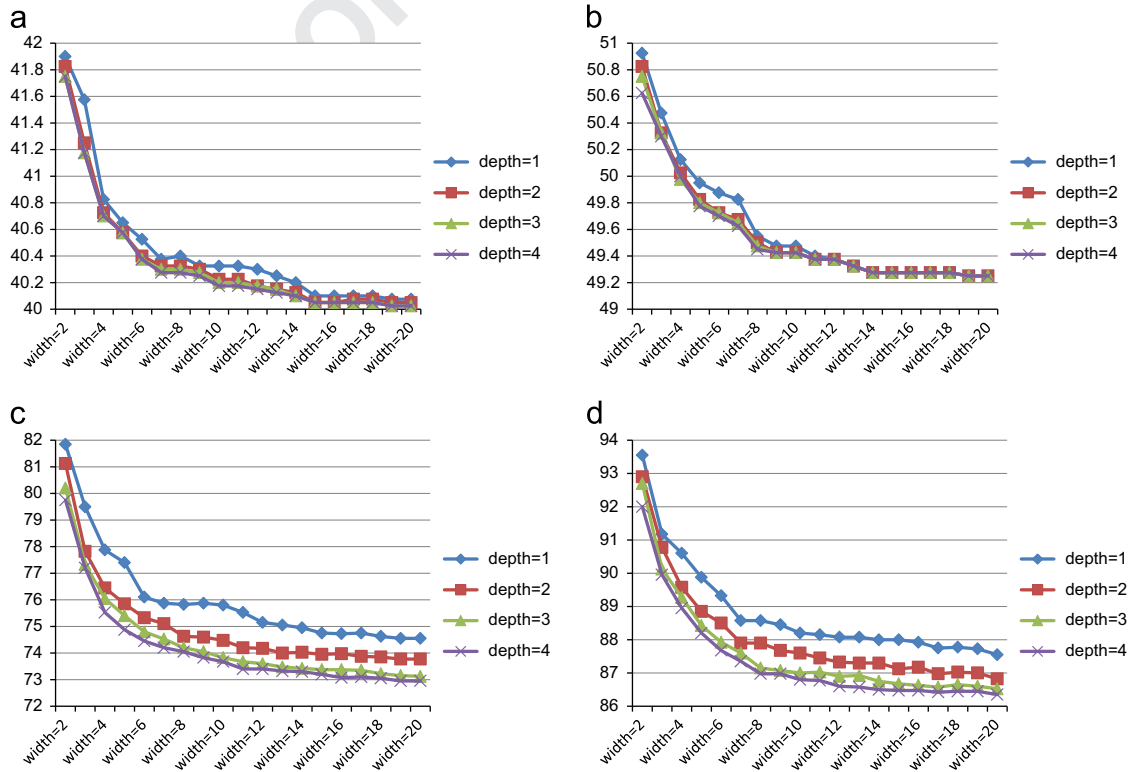 a
42
41.8
41.6
41.4
41.2
41
40.8
40.6
40.4
40.2
40
width=2
width=4
width=6
width=8
width=10
width=12
width=14
width=16
width=18
width=20
depth=1
depth=2
depth=3
depth=4
b
51
50.8
50.6
50.4
50.2
50
49.8
49.6
49.4
49.2
49
width=2
width=4
width=6
width=8
width=10
width=12
width=14
width=16
width=18
width=20
depth=1
depth=2
depth=3
depth=4
c
82
81
80
79
78
77
76
75
74
73
72
width=2
width=4
width=6
width=8
width=10
width=12
width=14
width=16
width=18
width=20
depth=1
depth=2
depth=3
depth=4
d
94
93
92
91
90
89
88
87
86
width=2
width=4
width=6
width=8
width=10
width=12
width=14
width=16
width=18
width=20
depth=1
depth=2
depth=3
depth=4